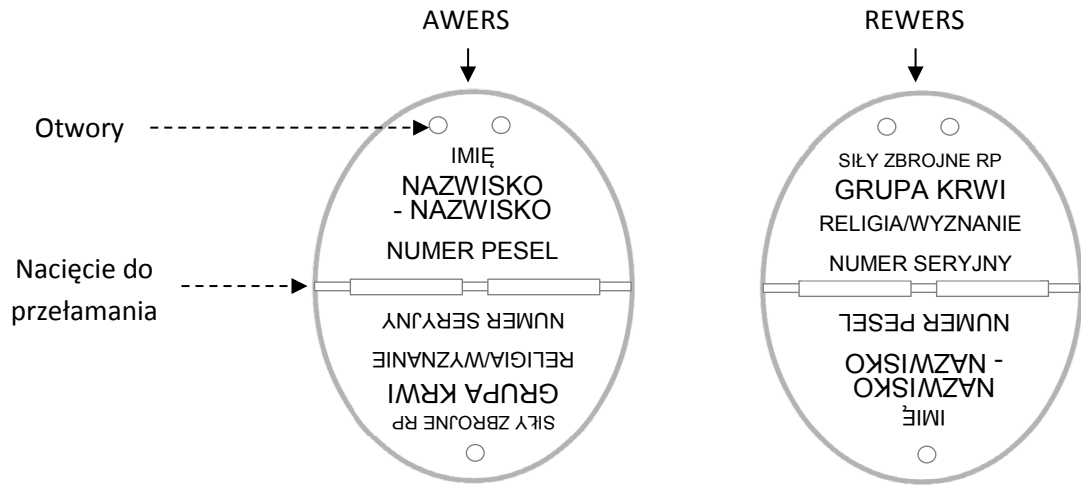 AWERS
REWERS
Otwory
IMIĘ
NAZWISKO
- NAZWISKO
NUMER PESEL
Nacięcie do
przełamania
NUMER SERYJNY
RELIGIA/WYZNANIE
GRUPA KRWI
SIŁY ZBROJNE RP
SIŁY ZBROJNE RP
GRUPA KRWI
RELIGIA/WYZNANIE
NUMER SERYJNY
NUMER PESEL
- NAZWISKO
NAZWISKO
IMIĘ